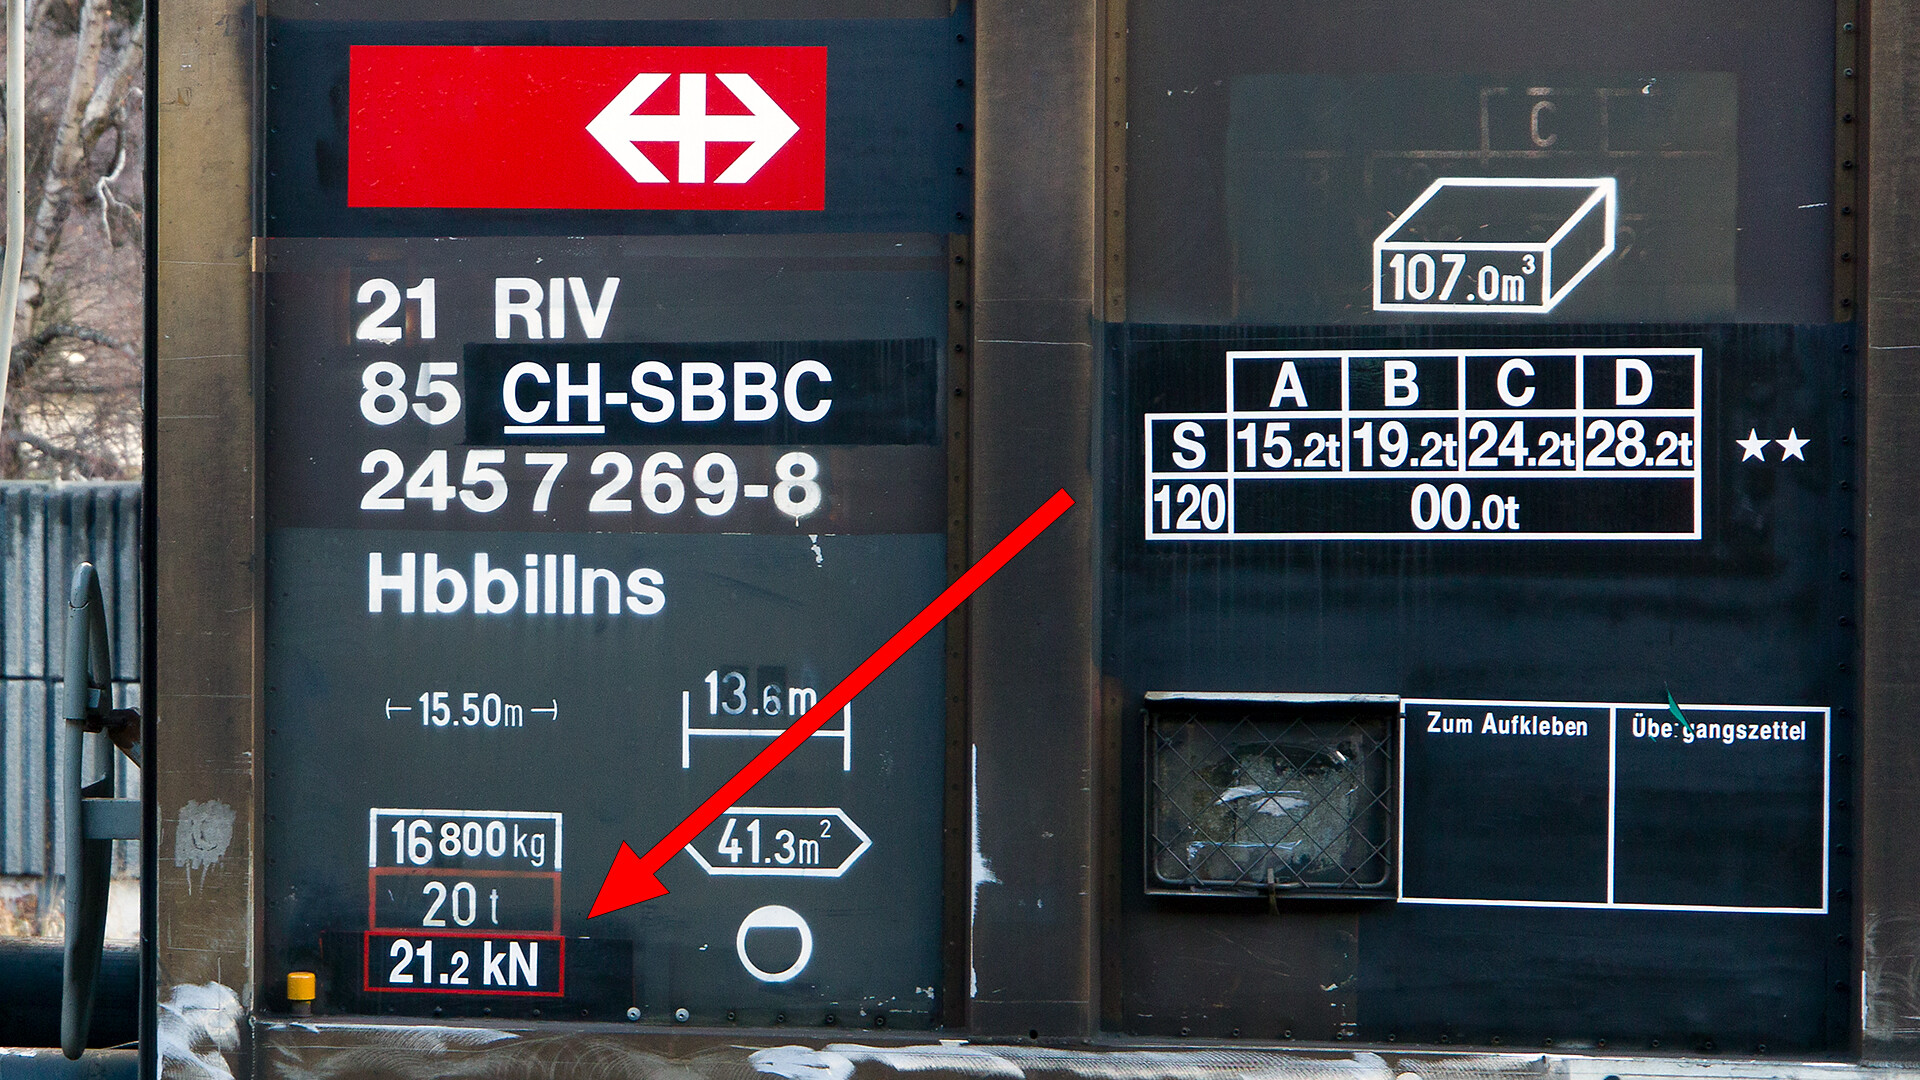 21 RIV
85 CH-SBBC
245 7 269-8
Hbbillns
15.50m
13.6m
16 800 kg
20 t
21.2 kN
41.3m²
C
107.0m³
A B C D
S 15.2t 19.2t 24.2t 28.2t ★★
120 00.0t
Zum Aufkleben
Übergangszettel